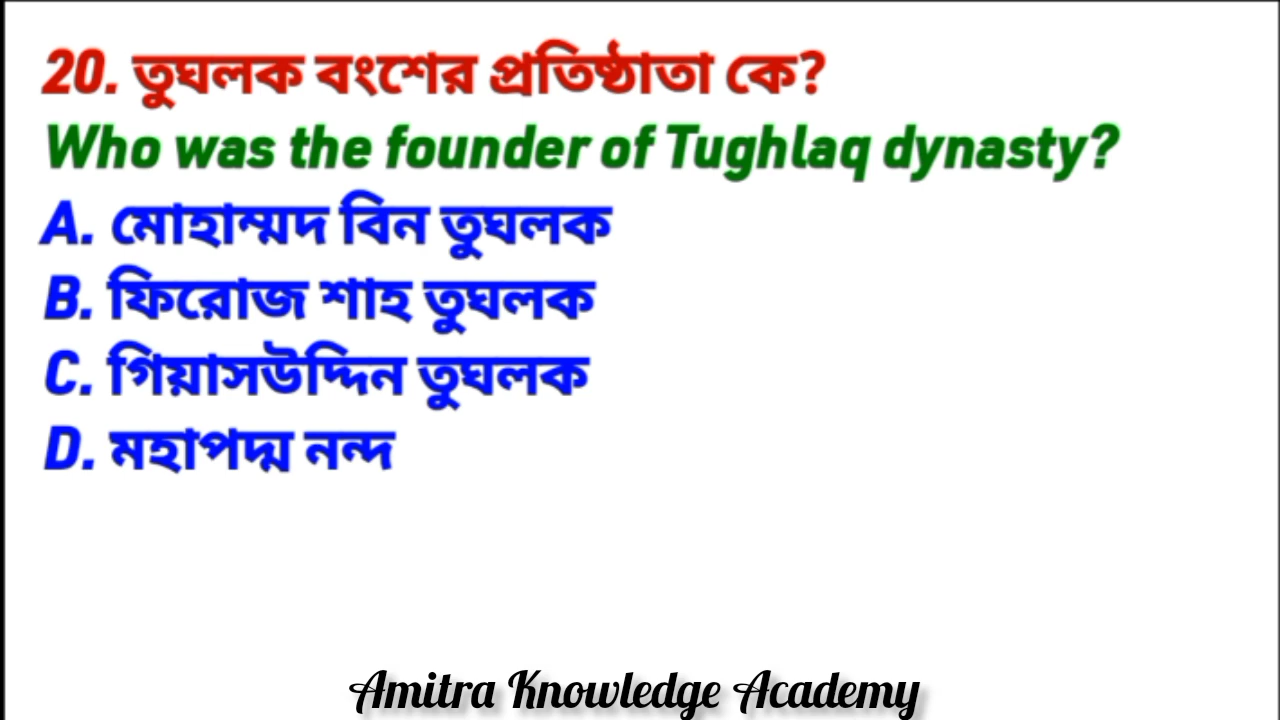 20. তুঘলক বংশের প্রতিষ্ঠাতা কে?
Who was the founder of Tughlaq dynasty?
A. মোহাম্মদ বিন তুঘলক
B. ফিরোজ শাহ তুঘলক
C. গিয়াসউদ্দিন তুঘলক
D. মহাপদ্ম নন্দ
Amitra Knowledge Academy